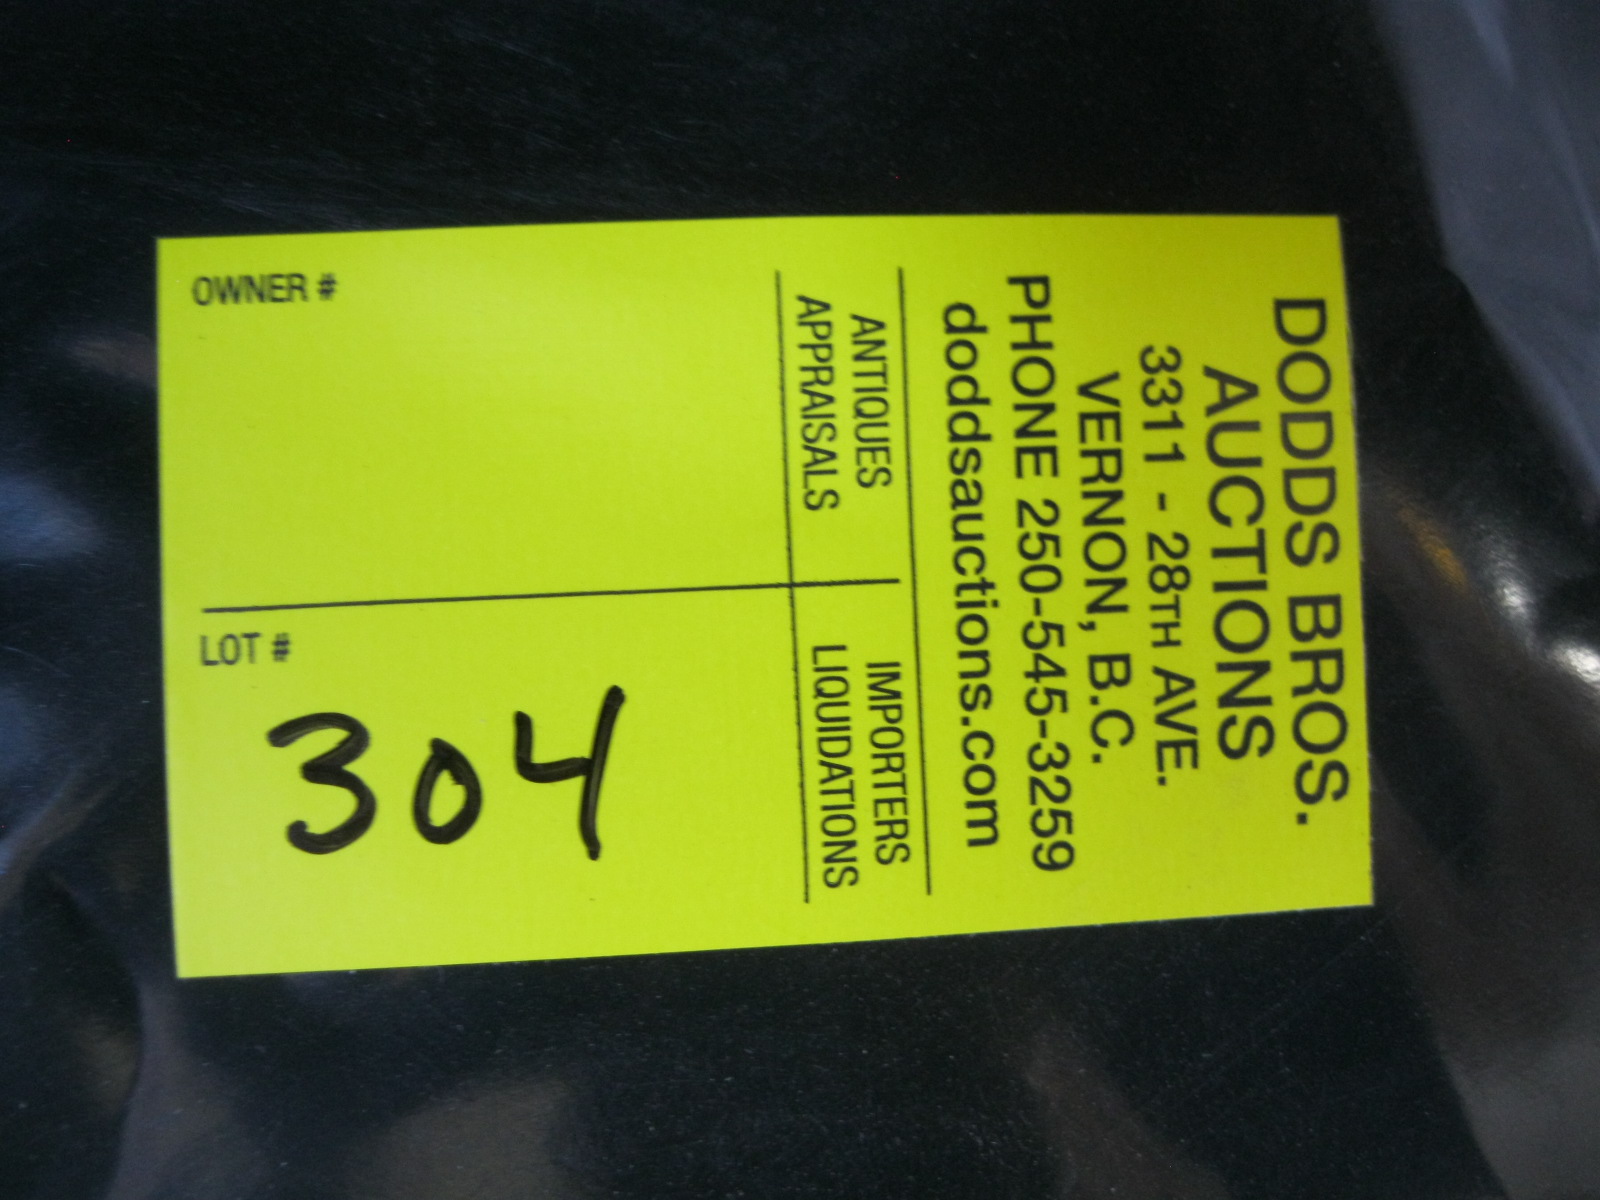 DODDS BROS.
AUCTIONS
3311 - 28TH AVE.
VERNON, B.C.
PHONE 250-545-3259
doddsauctions.com
ANTIQUES
APPRAISALS
IMPORTERS
LIQUIDATIONS
OWNER #
LOT #
304